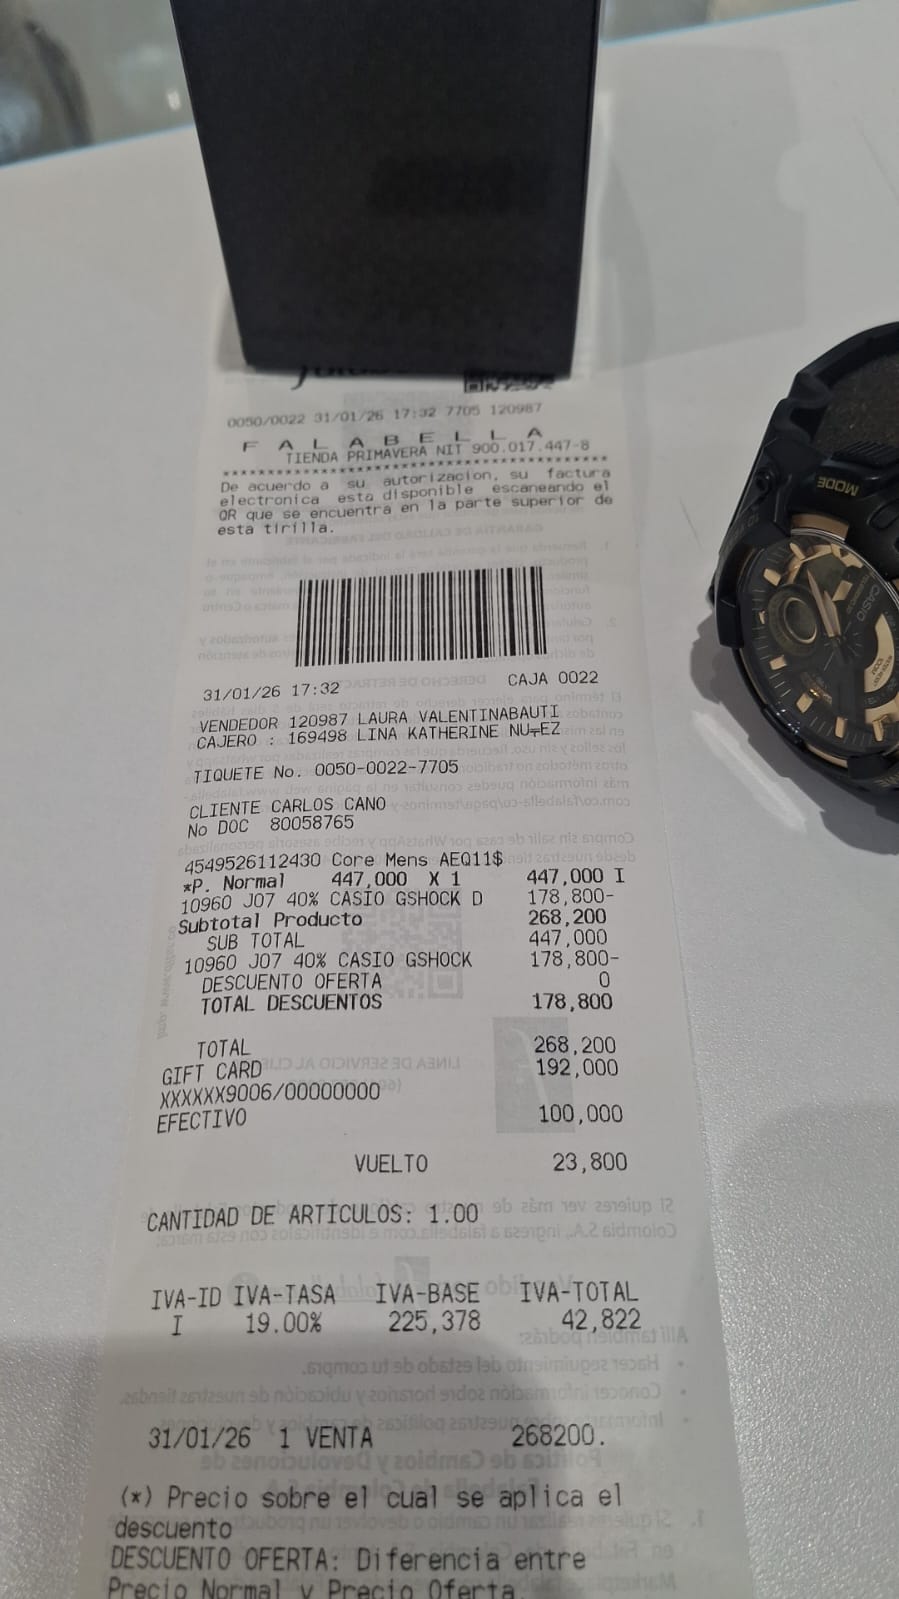 0050/0022 31/01/26 17:32 7705 120987
F A L A B E L L A
TIENDA PRIMAVERA NIT 900.017.447-8
De acuerdo a su autorizacion, su factura
electronica esta disponible escaneando el
QR que se encuentra en la parte superior de
esta tirilla.
31/01/26 17:32 CAJA 0022
VENDEDOR 120987 LAURA VALENTINABAUTI
CAJERO : 169498 LINA KATHERINE NU┬EZ
TIQUETE No. 0050-0022-7705
CLIENTE CARLOS CANO
No DOC 80058765
4549526112430 Core Mens AEQ11$
*P. Normal 447,000 X 1 447,000 I
10960 J07 40% CASIO GSHOCK D 178,800-
Subtotal Producto 268,200
SUB TOTAL 447,000
10960 J07 40% CASIO GSHOCK 178,800-
DESCUENTO OFERTA 0
TOTAL DESCUENTOS 178,800
TOTAL 268,200
GIFT CARD 192,000
XXXXXX9006/00000000
EFECTIVO 100,000
VUELTO 23,800
CANTIDAD DE ARTICULOS: 1.00
IVA-ID IVA-TASA IVA-BASE IVA-TOTAL
I 19.00% 225,378 42,822
31/01/26 1 VENTA 268200.
(*) Precio sobre el cual se aplica el
descuento
DESCUENTO OFERTA: Diferencia entre
Precio Normal y Precio Oferta
MODE
CASIO